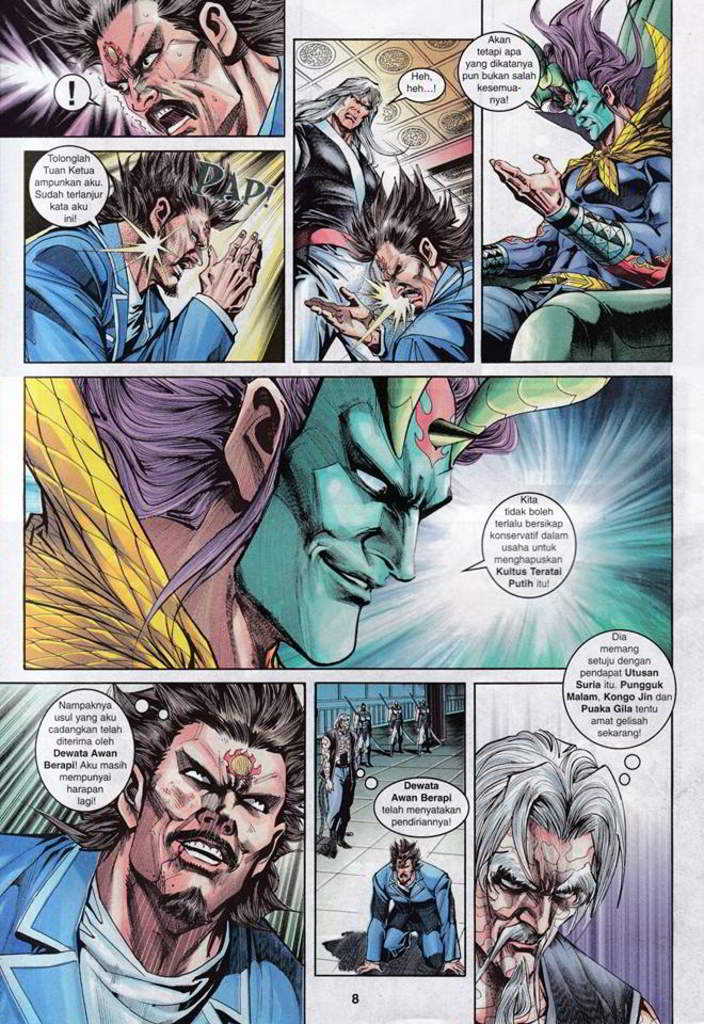 !
Tolonglah
Tuan Ketua
ampunkan aku.
Sudah terlanjur
kata aku
ini!
PAP!
Heh,
heh...!
Akan
tetapi apa
yang dikatanya
pun bukan salah
kesemua-
nya!
Kita
tidak boleh
terlalu bersikap
konservatif dalam
usaha untuk
menghapuskan
Kultus Teratai
Putih itu!
Nampaknya
usul yang aku
cadangkan telah
diterima oleh
Dewata Awan
Berapi! Aku masih
mempunyai
harapan
lagi!
Dewata
Awan Berapi
telah menyatakan
pendiriannya!
Dia
memang
setuju dengan
pendapat Utusan
Suria itu. Pungguk
Malam, Kongo Jin dan
Puaka Gila tentu
amat gelisah
sekarang!
8